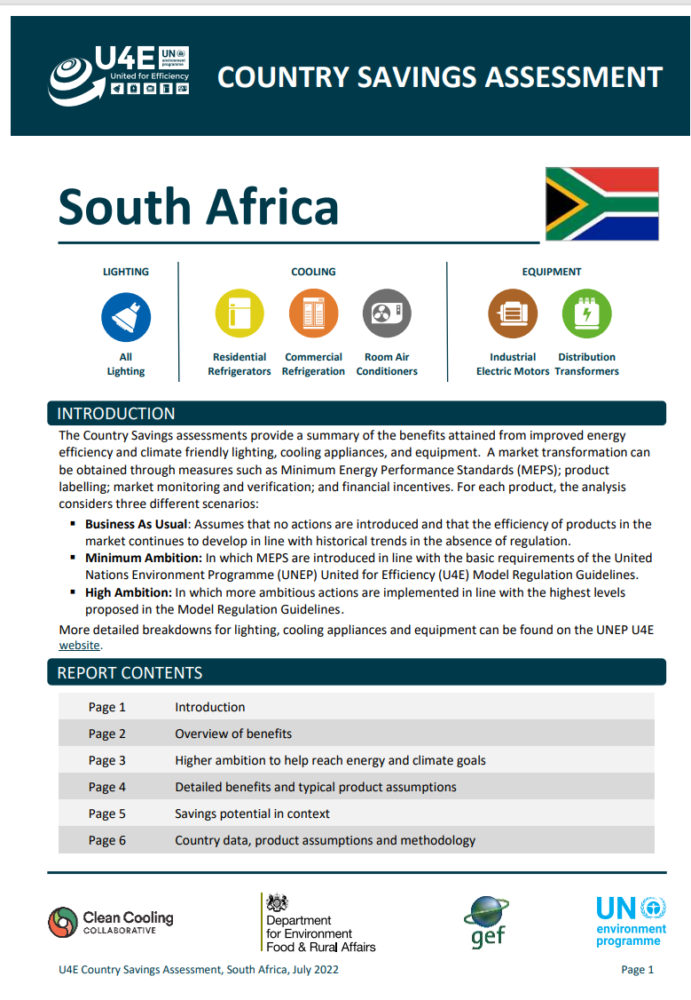 U4E
UN
environment
programme
United for Efficiency
COUNTRY SAVINGS ASSESSMENT
South Africa
LIGHTING
COOLING
EQUIPMENT
All
Lighting
Residential
Refrigerators
Commercial
Refrigeration
Room Air
Conditioners
Industrial
Electric Motors
Distribution
Transformers
INTRODUCTION
The Country Savings assessments provide a summary of the benefits attained from improved energy
efficiency and climate friendly lighting, cooling appliances, and equipment.  A market transformation can
be obtained through measures such as Minimum Energy Performance Standards (MEPS); product
labelling; market monitoring and verification; and financial incentives. For each product, the analysis
considers three different scenarios:
▪ Business As Usual: Assumes that no actions are introduced and that the efficiency of products in the
market continues to develop in line with historical trends in the absence of regulation.
▪ Minimum Ambition: In which MEPS are introduced in line with the basic requirements of the United
Nations Environment Programme (UNEP) United for Efficiency (U4E) Model Regulation Guidelines.
▪ High Ambition: In which more ambitious actions are implemented in line with the highest levels
proposed in the Model Regulation Guidelines.
More detailed breakdowns for lighting, cooling appliances and equipment can be found on the UNEP U4E
website.
REPORT CONTENTS
Page 1 Introduction
Page 2 Overview of benefits
Page 3 Higher ambition to help reach energy and climate goals
Page 4 Detailed benefits and typical product assumptions
Page 5 Savings potential in context
Page 6 Country data, product assumptions and methodology
Clean Cooling
COLLABORATIVE
Department
for Environment
Food & Rural Affairs
gef
UN
environment
programme
U4E Country Savings Assessment, South Africa, July 2022
Page 1